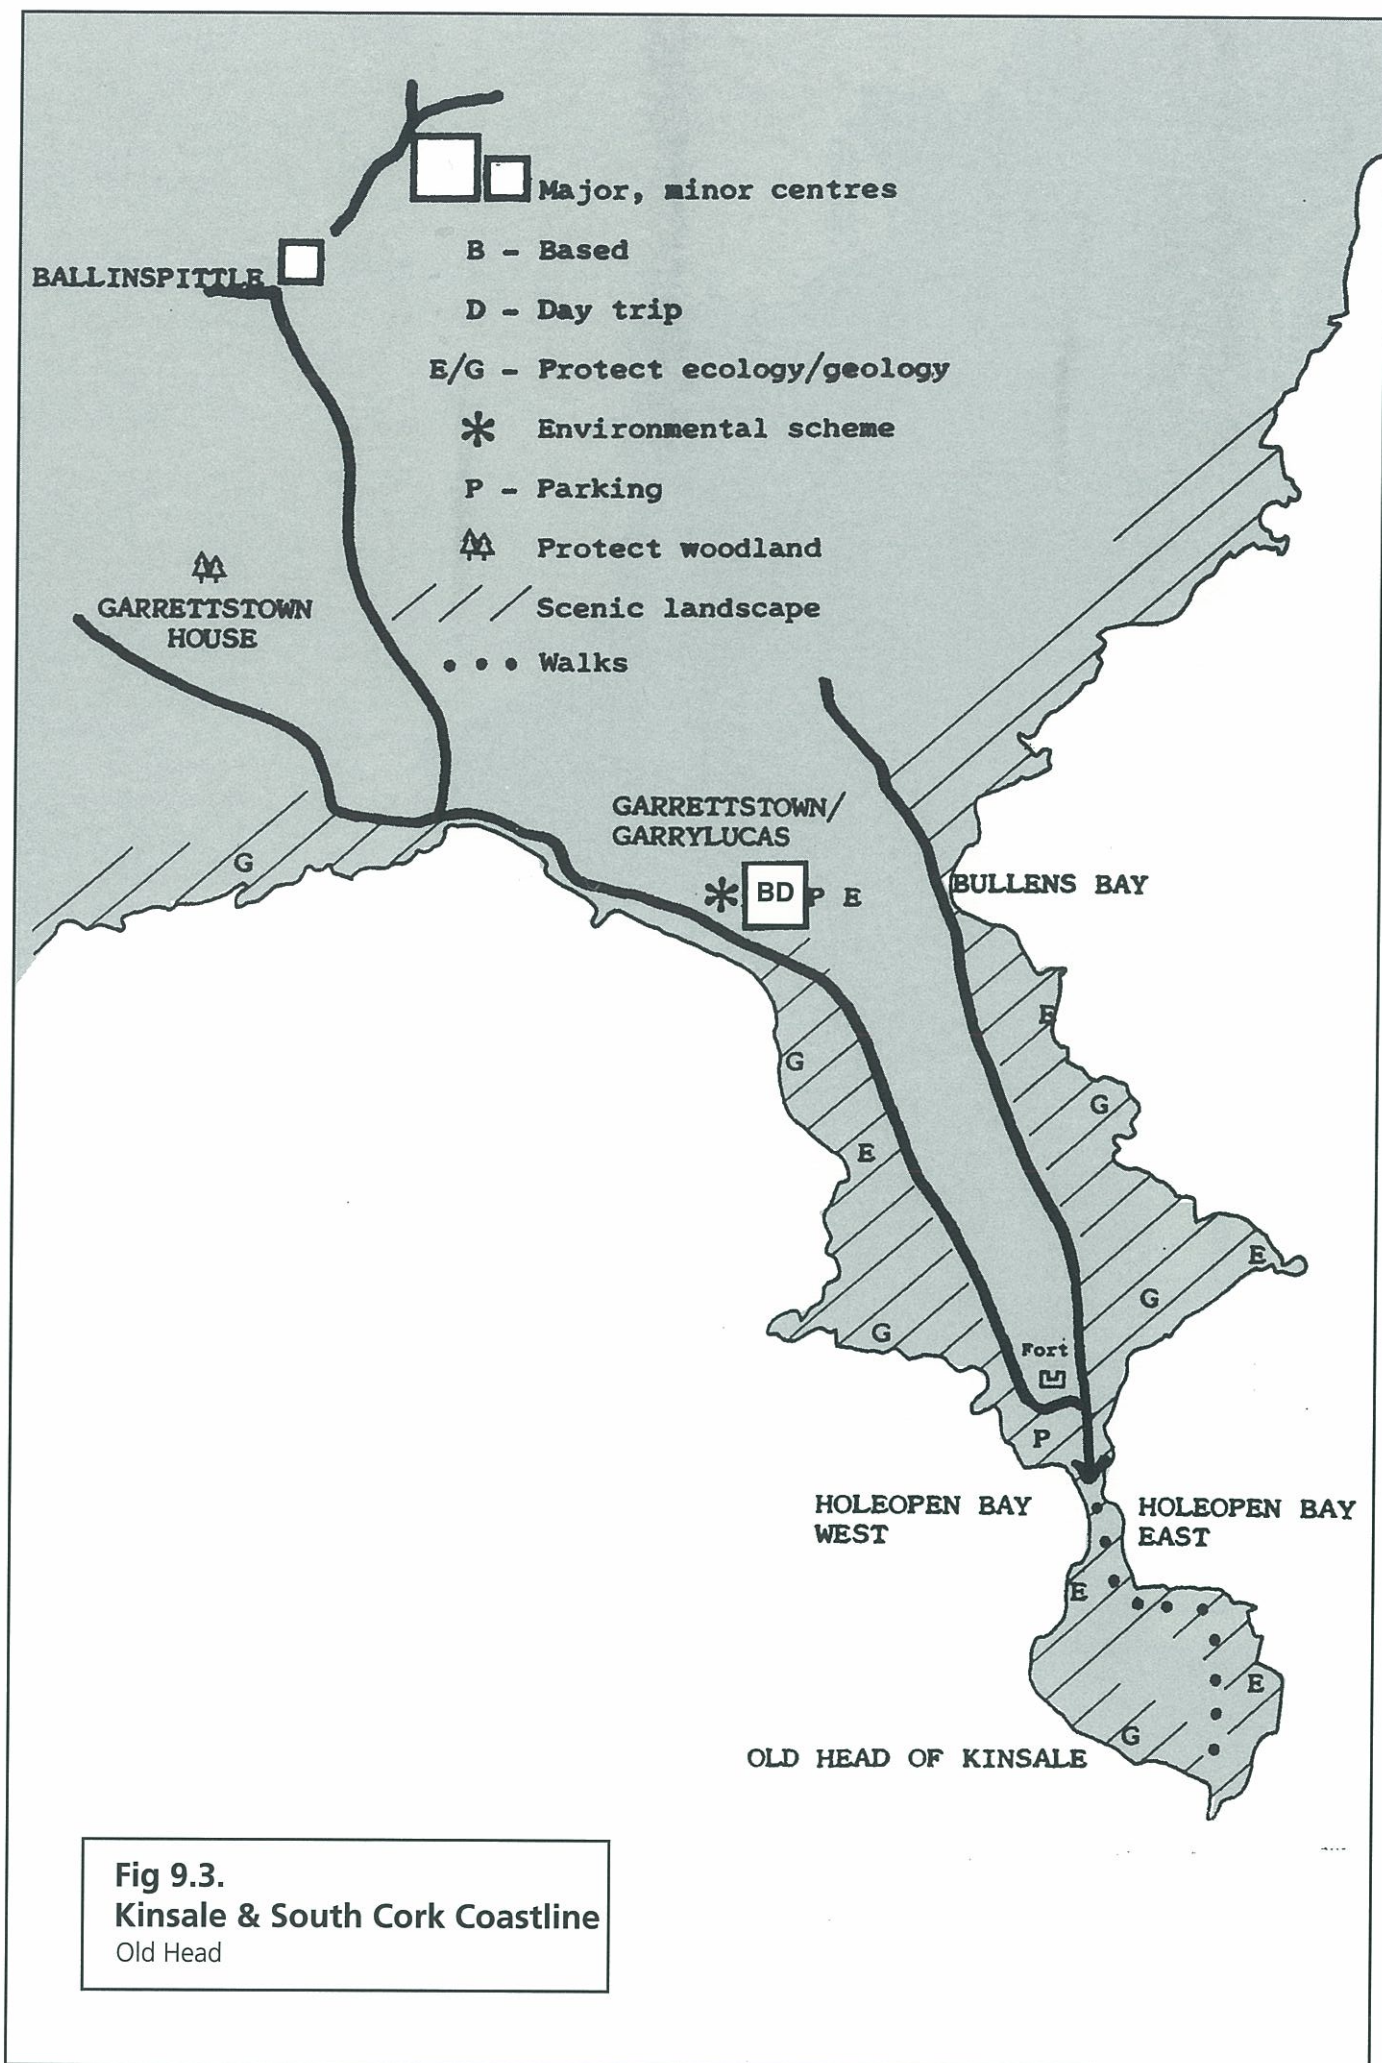 Major, minor centres
B - Based
BALLINSPITTLE
D - Day trip
E/G - Protect ecology/geology
Environmental scheme
P - Parking
Protect woodland
GARRETTSTOWN
HOUSE
Scenic landscape
Walks
GARRETTSTOWN/
GARRYLUCAS
G
BD P E
BULLENS BAY
E
G
G
E
E
G
G
Fort
P
HOLEOPEN BAY
WEST
HOLEOPEN BAY
EAST
E
E
G
OLD HEAD OF KINSALE
Fig 9.3.
Kinsale & South Cork Coastline
Old Head